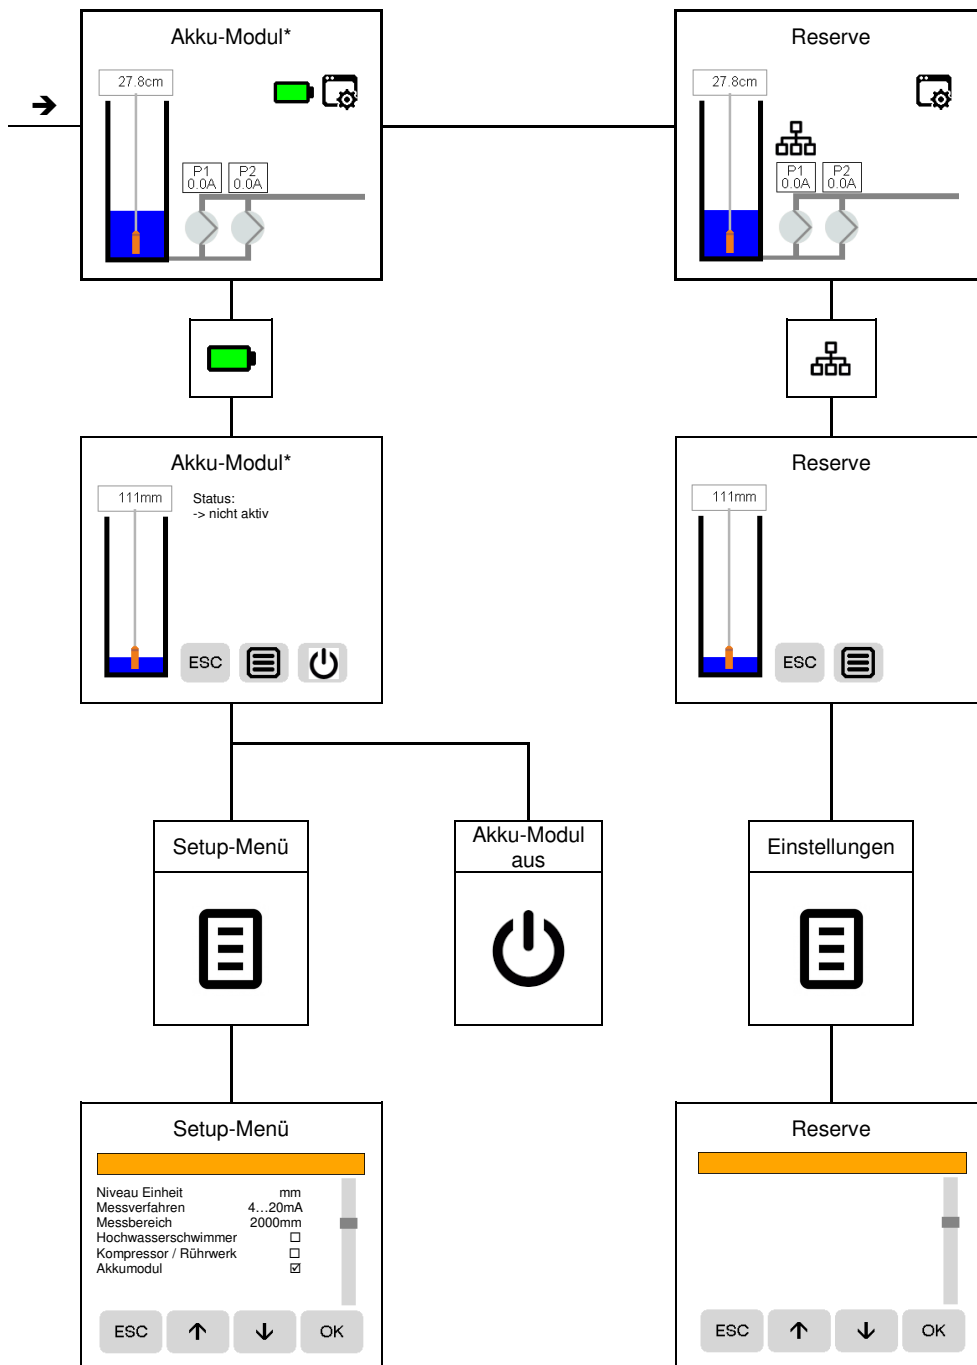 Akku-Modul*
27.8cm
P1
0.0A
P2
0.0A
Reserve
27.8cm
P1
0.0A
P2
0.0A
Akku-Modul*
111mm
Status:
-> nicht aktiv
ESC
Reserve
111mm
ESC
Setup-Menü
Akku-Modul
aus
Einstellungen
Setup-Menü
Niveau Einheit mm
Messverfahren 4...20mA
Messbereich 2000mm
Hochwasserschwimmer ☐
Kompressor / Rührwerk ☐
Akkumodul ☑
ESC ↑ ↓ OK
Reserve
ESC ↑ ↓ OK